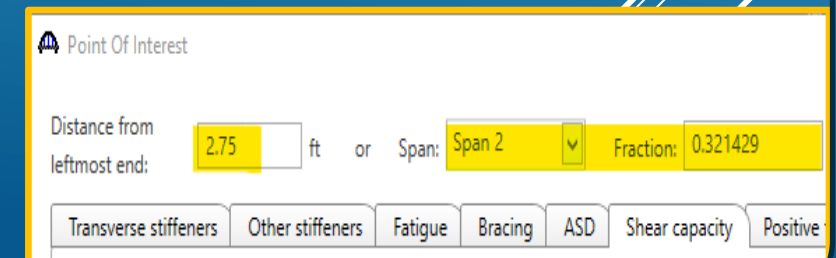 Point Of Interest
Distance from
leftmost end: 2.75 ft or Span: Span 2 Fraction: 0.321429
Transverse stiffeners Other stiffeners Fatigue Bracing ASD Shear capacity Positive